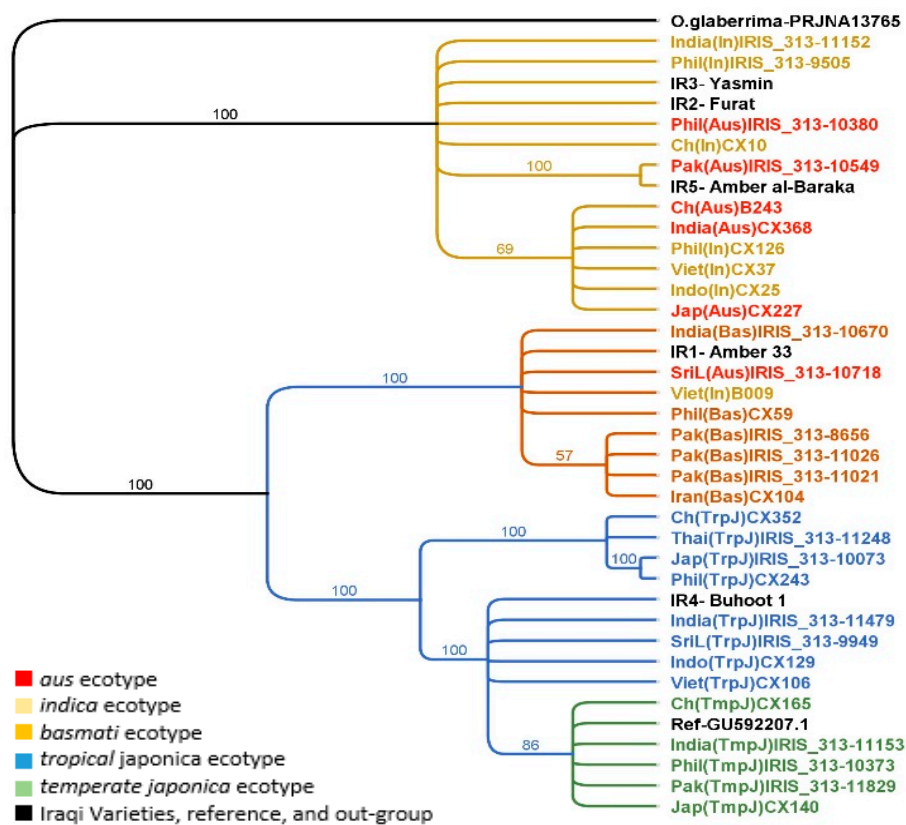 O.glaberrima-PRJNA13765
India(In)IRIS_313-11152
Phil(In)IRIS_313-9505
IR3- Yasmin
IR2- Furat
100
Phil(Aus)IRIS_313-10380
Ch(In)CX10
100
Pak(Aus)IRIS_313-10549
IR5- Amber al-Baraka
Ch(Aus)B243
India(Aus)CX368
69
Phil(In)CX126
Viet(In)CX37
Indo(In)CX25
Jap(Aus)CX227
India(Bas)IRIS_313-10670
IR1- Amber 33
100
SriL(Aus)IRIS_313-10718
Viet(In)B009
Phil(Bas)CX59
Pak(Bas)IRIS_313-8656
57
Pak(Bas)IRIS_313-11026
Pak(Bas)IRIS_313-11021
100
Iran(Bas)CX104
Ch(TrpJ)CX352
100
Thai(TrpJ)IRIS_313-11248
100
Jap(TrpJ)IRIS_313-10073
Phil(TrpJ)CX243
100
IR4- Buhoot 1
India(TrpJ)IRIS_313-11479
SriL(TrpJ)IRIS_313-9949
100
Indo(TrpJ)CX129
Viet(TrpJ)CX106
Ch(TmpJ)CX165
Ref-GU592207.1
86
India(TmpJ)IRIS_313-11153
Phil(TmpJ)IRIS_313-10373
Pak(TmpJ)IRIS_313-11829
Jap(TmpJ)CX140
aus ecotype
indica ecotype
basmati ecotype
tropical japonica ecotype
temperate japonica ecotype
Iraqi Varieties, reference, and out-group